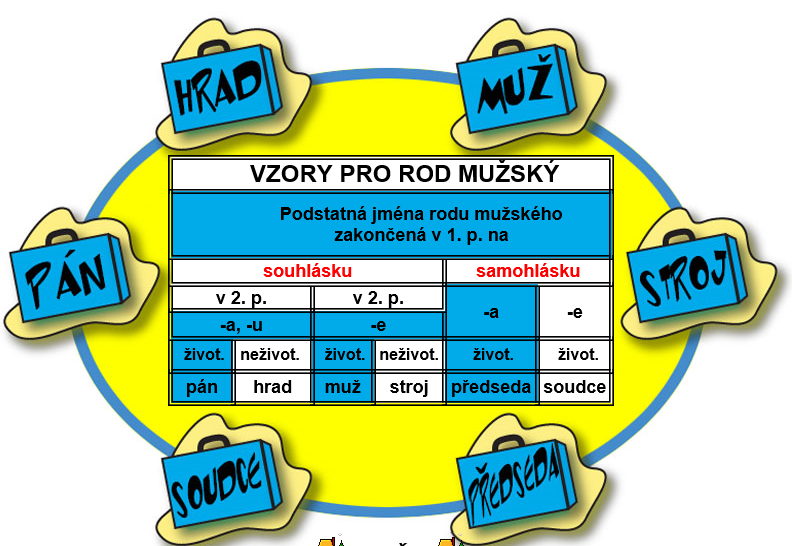 HRAD
MUŽ
VZORY PRO ROD MUŽSKÝ
Podstatná jména rodu mužského
zakončená v 1. p. na
PÁN
STROJ
souhlásku samohlásku
v 2. p. v 2. p.
-a -e
-a, -u -e
život. neživot. život. neživot. život. život.
pán hrad muž stroj předseda soudce
SOUDCE
PŘEDSEDA